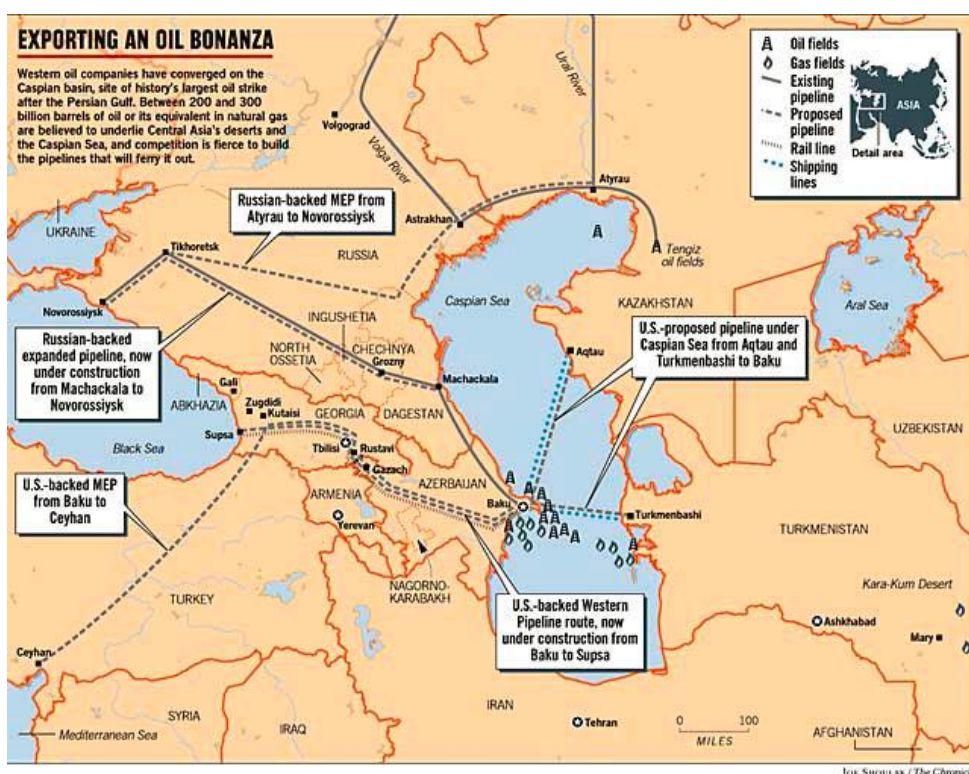 EXPORTING AN OIL BONANZA
Western oil companies have converged on the
Caspian basin, site of history's largest oil strike
after the Persian Gulf. Between 200 and 300
billion barrels of oil or its equivalent in natural gas
are believed to underlie Central Asia's deserts and
the Caspian Sea, and competition is fierce to build
the pipelines that will ferry it out.
Oil fields
Gas fields
Existing
pipeline
Proposed
pipeline
Rail line
Shipping
lines
ASIA
Detail area
Ural River
Volgograd
Volga River
Russian-backed MEP from
Atyrau to Novorossiysk
Atyrau
Astrakhan
UKRAINE
Tikhoretsk
RUSSIA
Tengiz
oil fields
Novorossiysk
Caspian Sea
KAZAKHSTAN
Aral Sea
Russian-backed
expanded pipeline, now
under construction
from Machackala to
Novorossiysk
INGUSHETIA
NORTH
OSSETIA
CHECHNYA
Grozny
Machackala
U.S.-proposed pipeline under
Caspian Sea from Aqtau and
Turkmenbashi to Baku
Aqtau
Gali
ABKHAZIA
Zugdidi
Kutaisi
GEORGIA
DAGESTAN
Supsa
Black Sea
Tbilisi
Rustavi
Gazach
UZBEKISTAN
U.S.-backed MEP
from Baku to
Ceyhan
ARMENIA
AZERBAIJAN
Baku
Yerevan
Turkmenbashi
TURKMENISTAN
NAGORNO-
KARABAKH
TURKEY
Kara-Kum Desert
U.S.-backed Western
Pipeline route, now
under construction from
Baku to Supsa
Ashkhabad
Mary
Ceyhan
SYRIA
IRAQ
IRAN
Tehran
0 100
MILES
AFGHANISTAN
Mediterranean Sea
JOE SHOULAK / The Chronic